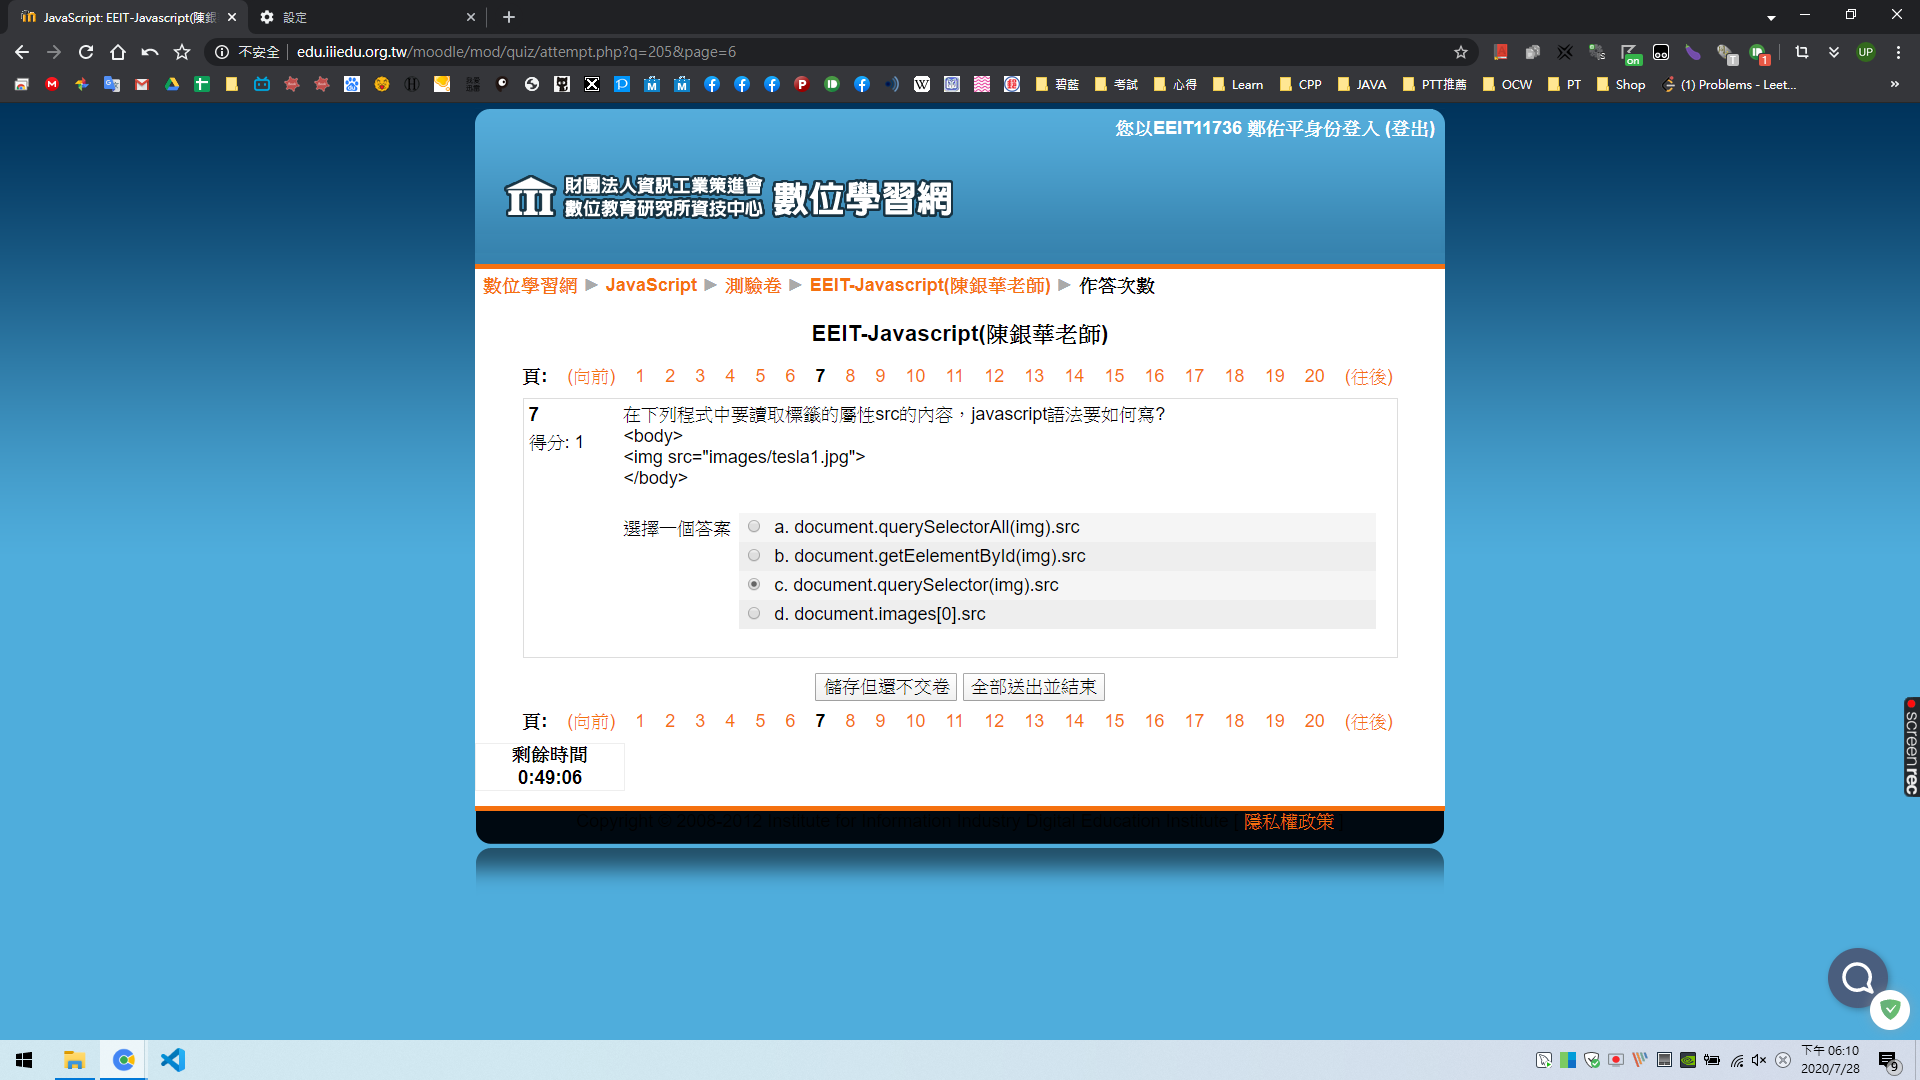 JavaScript: EEIT-Javascript(陳銀
設定
不安全
edu.iiiedu.org.tw/moodle/mod/quiz/attempt.php?q=205&page=6
on
T
1
UP
碧藍
考試
心得
Learn
CPP
JAVA
PTT推薦
OCW
PT
Shop
(1) Problems - Leet...
»
您以EEIT11736 鄭佑平身份登入 (登出)
財團法人資訊工業策進會
數位教育研究所資技中心
數位學習網
數位學習網 ► JavaScript ► 測驗卷 ► EEIT-Javascript(陳銀華老師) ► 作答次數
EEIT-Javascript(陳銀華老師)
頁: (向前) 1 2 3 4 5 6 7 8 9 10 11 12 13 14 15 16 17 18 19 20 (往後)
7
得分: 1
在下列程式中要讀取標籤的屬性src的內容，javascript語法要如何寫?
<body>
<img src="images/tesla1.jpg">
</body>
選擇一個答案
a. document.querySelectorAll(img).src
b. document.getEelementById(img).src
c. document.querySelector(img).src
d. document.images[0].src
儲存但還不交卷 全部送出並結束
頁: (向前) 1 2 3 4 5 6 7 8 9 10 11 12 13 14 15 16 17 18 19 20 (往後)
剩餘時間
0:49:06
Copyright © 2008-2012 Institute for Information Industry Digital Education Institute | 隱私權政策
screenrec
下午 06:10
2020/7/28
9